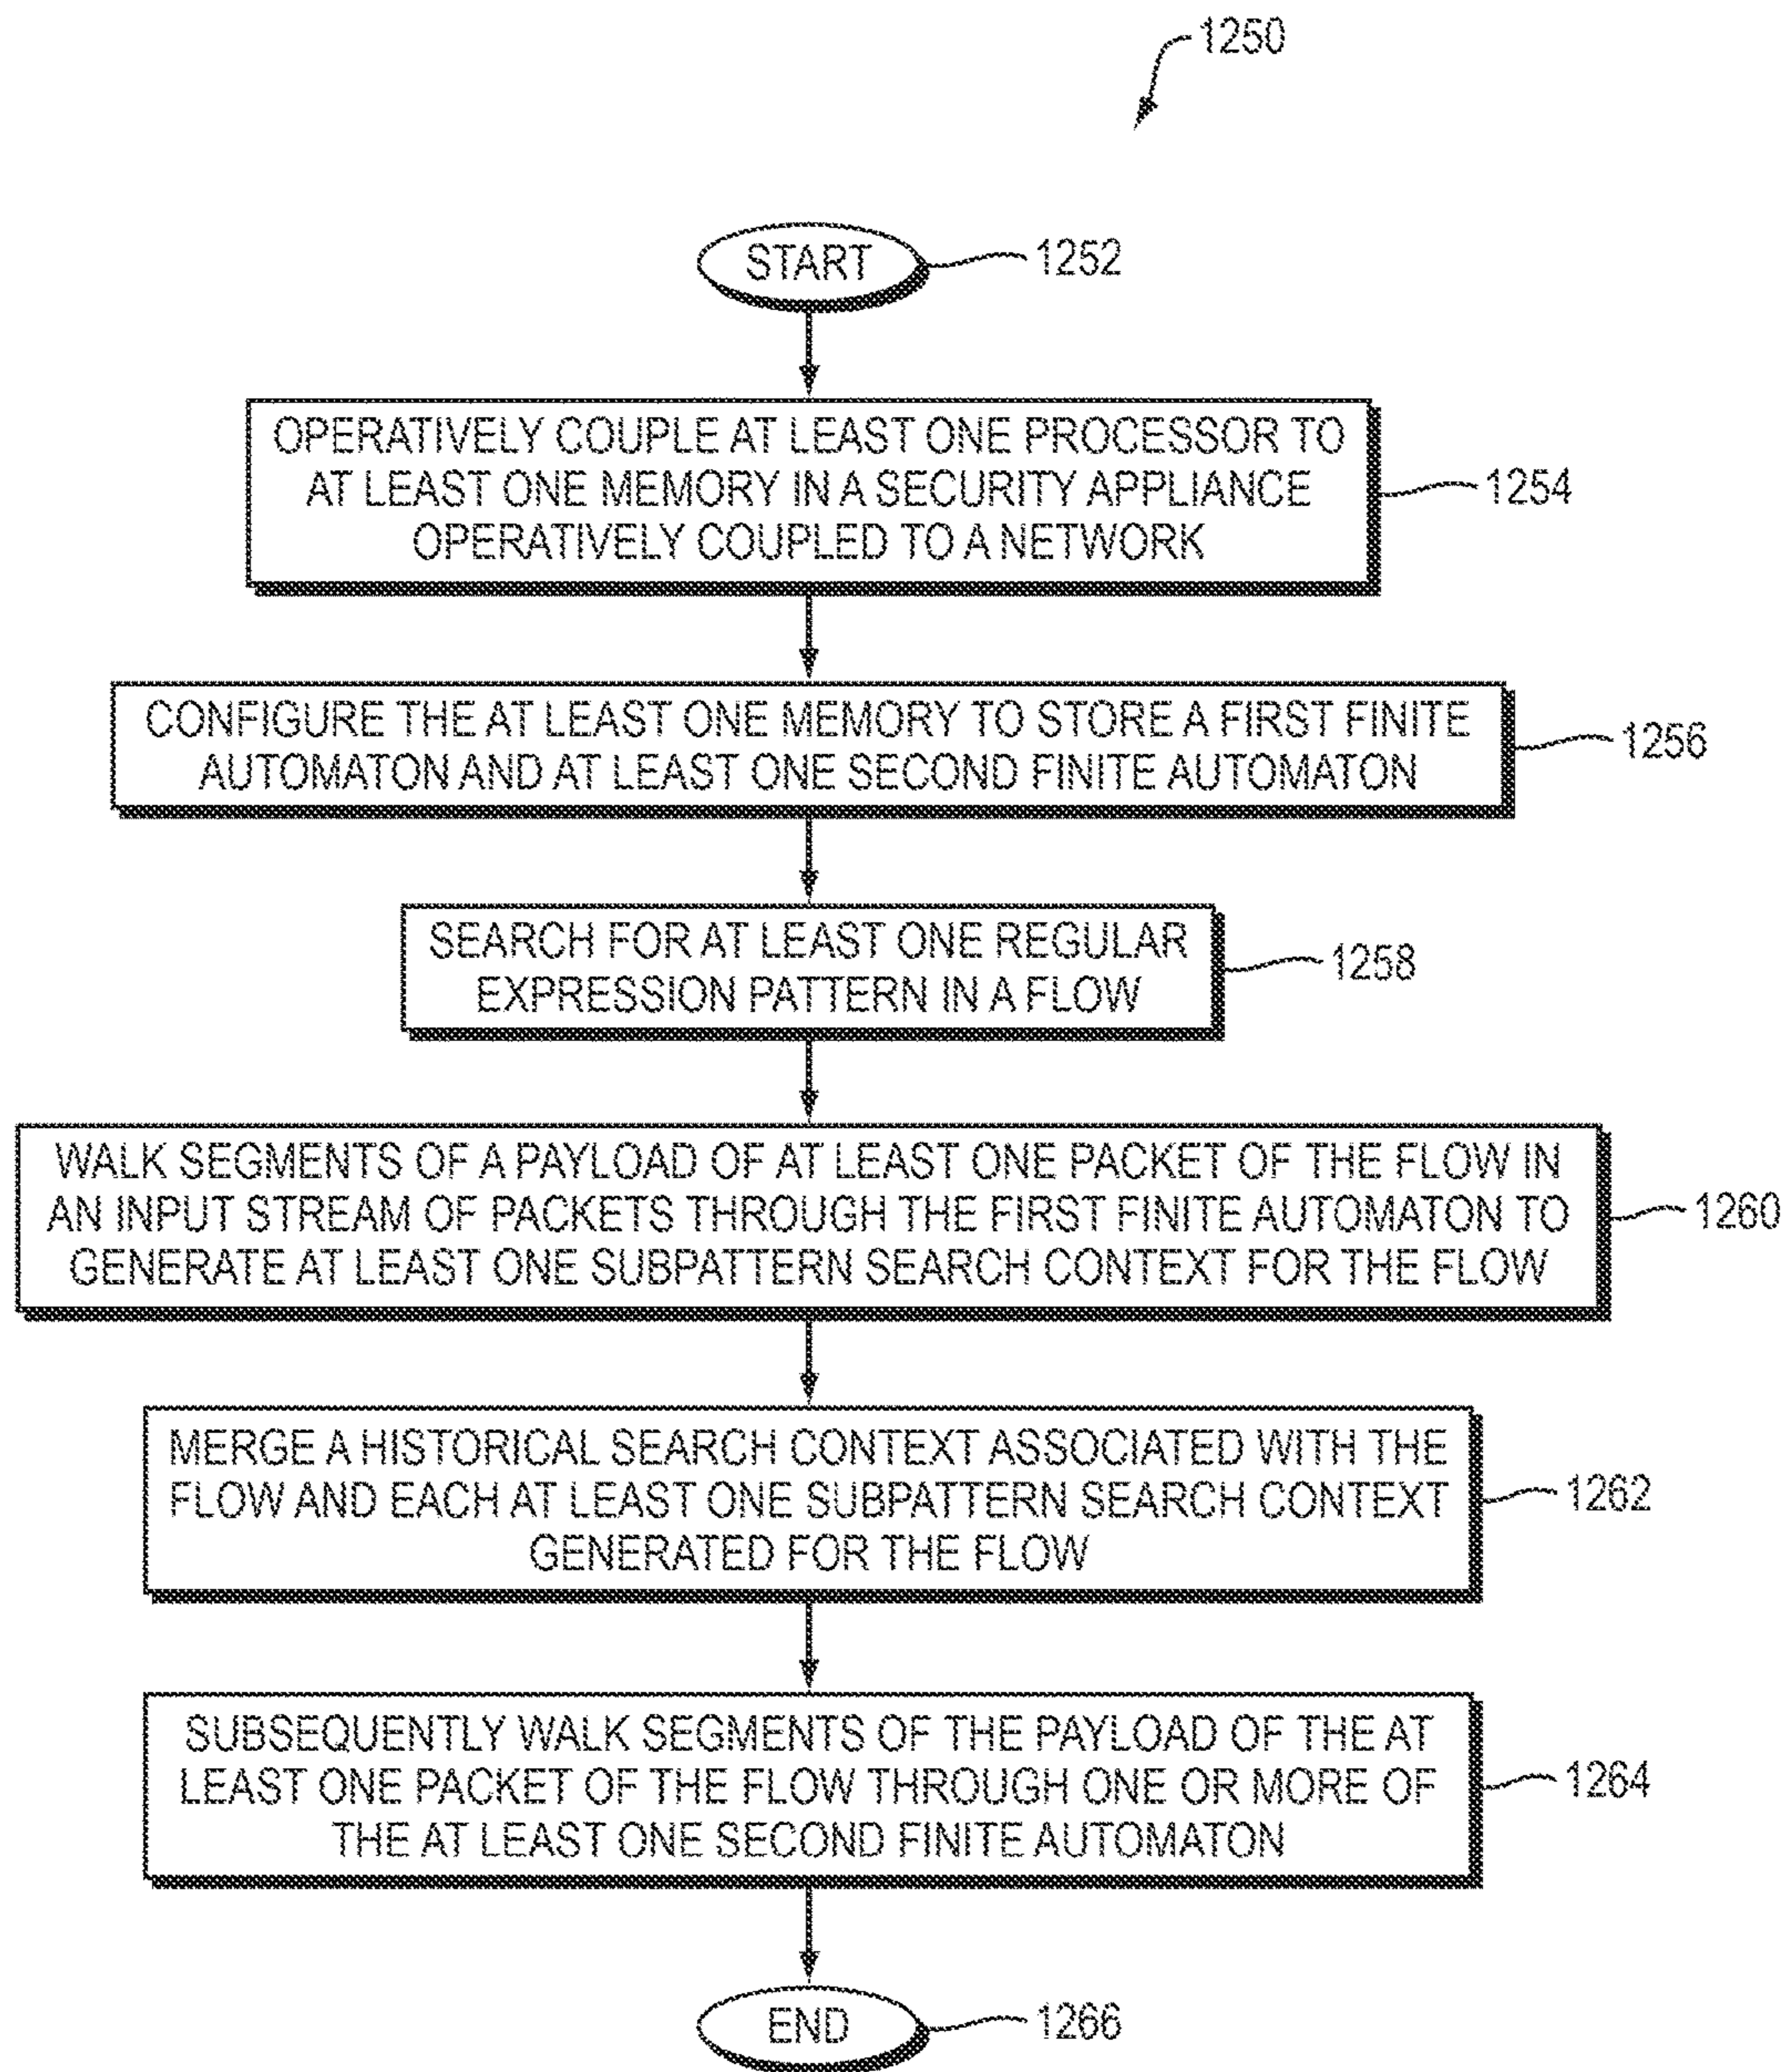 1250
START
1252
OPERATIVELY COUPLE AT LEAST ONE PROCESSOR TO
AT LEAST ONE MEMORY IN A SECURITY APPLIANCE
OPERATIVELY COUPLED TO A NETWORK
1254
CONFIGURE THE AT LEAST ONE MEMORY TO STORE A FIRST FINITE
AUTOMATON AND AT LEAST ONE SECOND FINITE AUTOMATON
1256
SEARCH FOR AT LEAST ONE REGULAR
EXPRESSION PATTERN IN A FLOW
1258
WALK SEGMENTS OF A PAYLOAD OF AT LEAST ONE PACKET OF THE FLOW IN
AN INPUT STREAM OF PACKETS THROUGH THE FIRST FINITE AUTOMATON TO
GENERATE AT LEAST ONE SUBPATTERN SEARCH CONTEXT FOR THE FLOW
1260
MERGE A HISTORICAL SEARCH CONTEXT ASSOCIATED WITH THE
FLOW AND EACH AT LEAST ONE SUBPATTERN SEARCH CONTEXT
GENERATED FOR THE FLOW
1262
SUBSEQUENTLY WALK SEGMENTS OF THE PAYLOAD OF THE AT
LEAST ONE PACKET OF THE FLOW THROUGH ONE OR MORE OF
THE AT LEAST ONE SECOND FINITE AUTOMATON
1264
END
1266